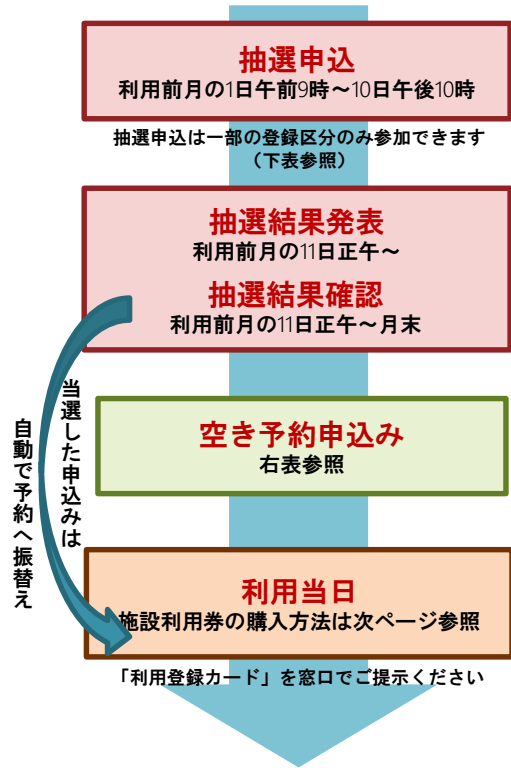 抽選申込
利用前月の1日午前9時～10日午後10時
抽選申込は一部の登録区分のみ参加できます
（下表参照）
抽選結果発表
利用前月の11日正午～
抽選結果確認
利用前月の11日正午～月末
当選した申込みは
自動で予約へ振替え
空き予約申込み
右表参照
利用当日
施設利用券の購入方法は次ページ参照
「利用登録カード」を窓口でご提示ください